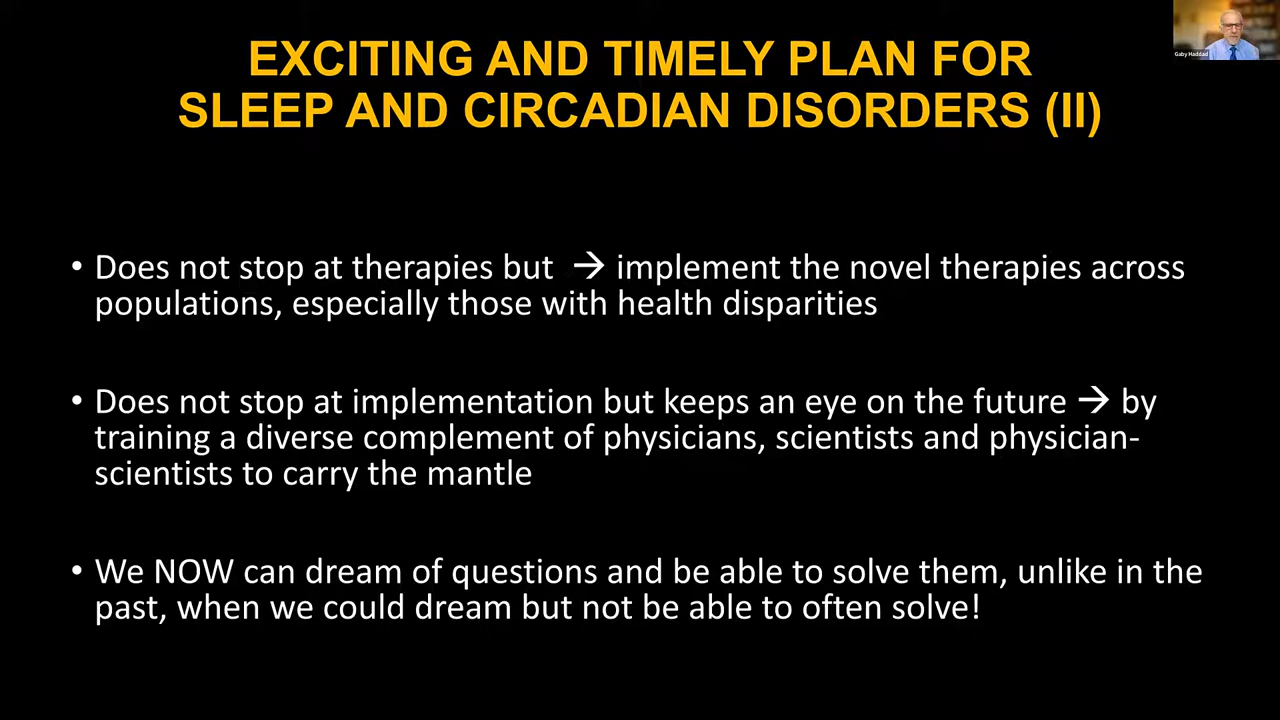 EXCITING AND TIMELY PLAN FOR
SLEEP AND CIRCADIAN DISORDERS (II)
Gaby Haddad
• Does not stop at therapies but → implement the novel therapies across
populations, especially those with health disparities
• Does not stop at implementation but keeps an eye on the future → by
training a diverse complement of physicians, scientists and physician-
scientists to carry the mantle
• We NOW can dream of questions and be able to solve them, unlike in the
past, when we could dream but not be able to often solve!